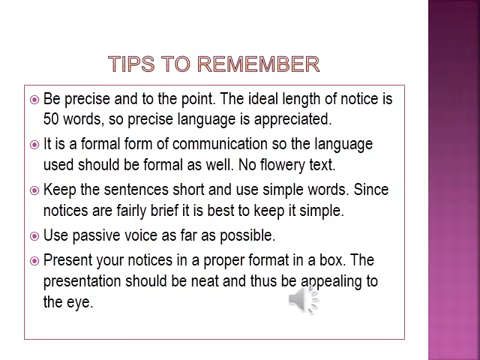 TIPS TO REMEMBER
Be precise and to the point. The ideal length of notice is
50 words, so precise language is appreciated.
It is a formal form of communication so the language
used should be formal as well. No flowery text.
Keep the sentences short and use simple words. Since
notices are fairly brief it is best to keep it simple.
Use passive voice as far as possible.
Present your notices in a proper format in a box. The
presentation should be neat and thus be appealing to
the eye.